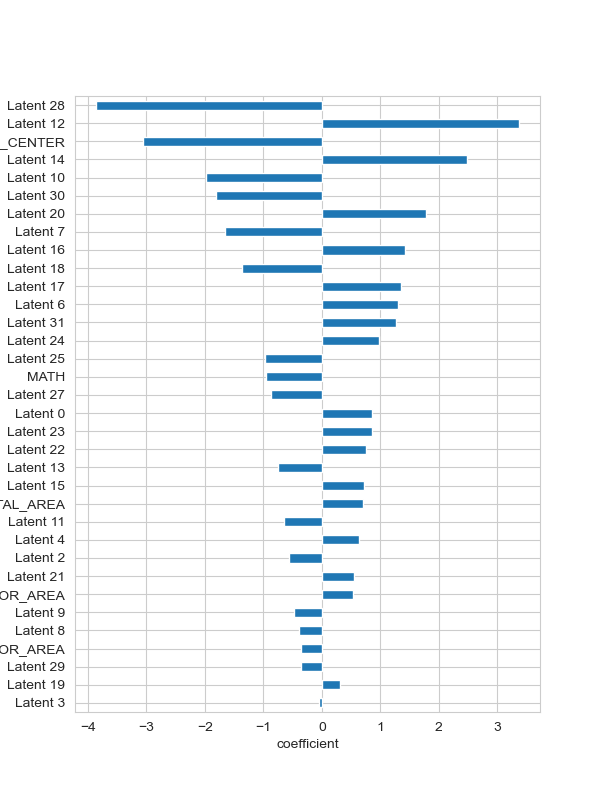 Latent 28
Latent 12
_CENTER
Latent 14
Latent 10
Latent 30
Latent 20
Latent 7
Latent 16
Latent 18
Latent 17
Latent 6
Latent 31
Latent 24
Latent 25
MATH
Latent 27
Latent 0
Latent 23
Latent 22
Latent 13
Latent 15
TAL_AREA
Latent 11
Latent 4
Latent 2
Latent 21
OR_AREA
Latent 9
Latent 8
OR_AREA
Latent 29
Latent 19
Latent 3
−4 −3 −2 −1 0 1 2 3
coefficient